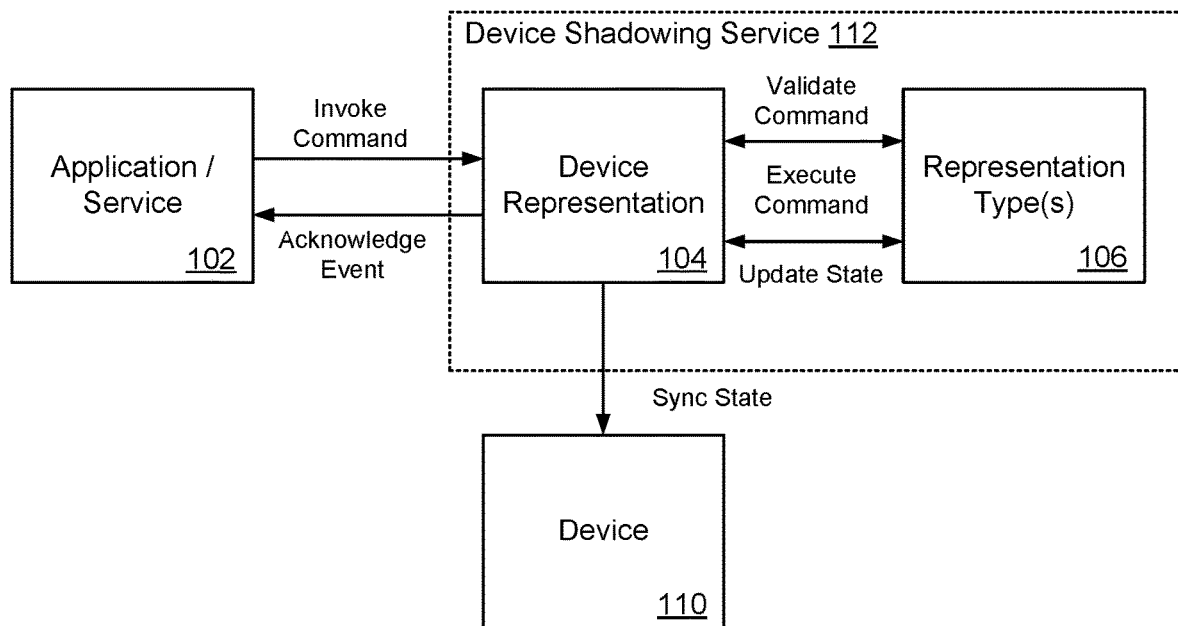 Device Shadowing Service 112
Invoke
Command
Application /
Service
102
Acknowledge
Event
Device
Representation
104
Validate
Command
Execute
Command
Update State
Representation
Type(s)
106
Sync State
Device
110